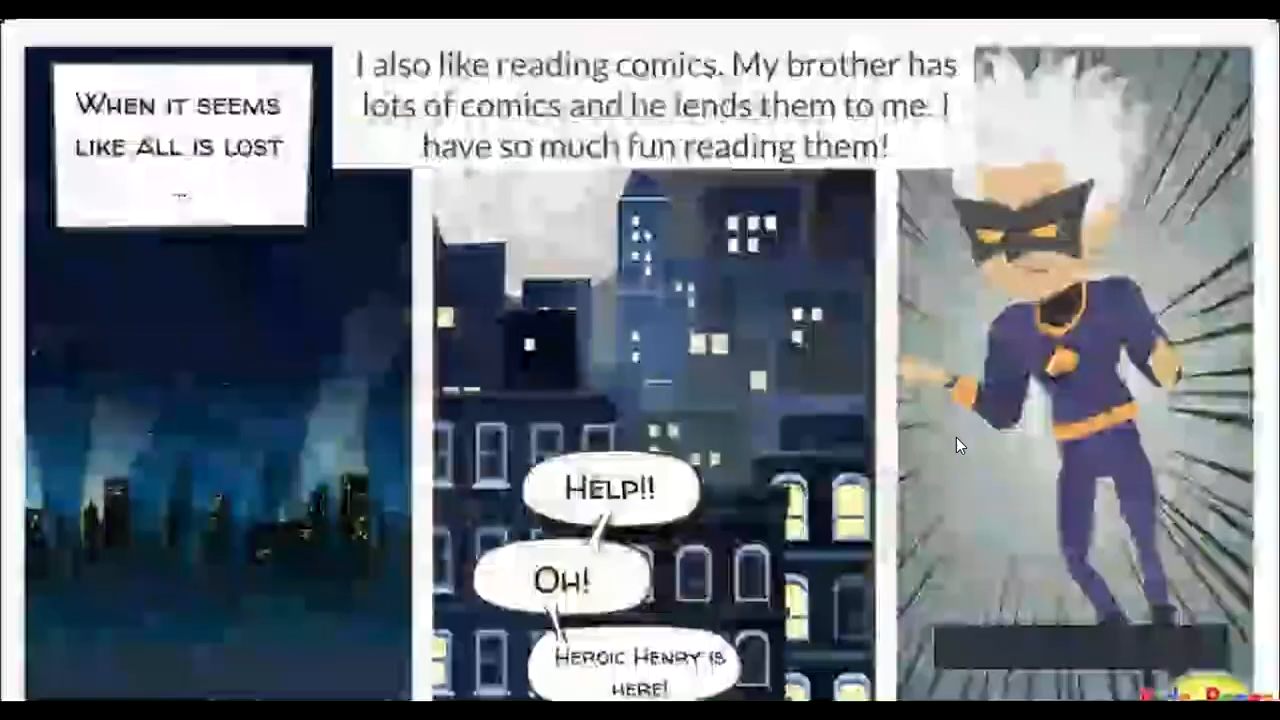 WHEN IT SEEMS
LIKE ALL IS LOST
...
I also like reading comics. My brother has
lots of comics and he lends them to me. I
have so much fun reading them!
HELP!!
OH!
HEROIC HENRY IS
HERE!